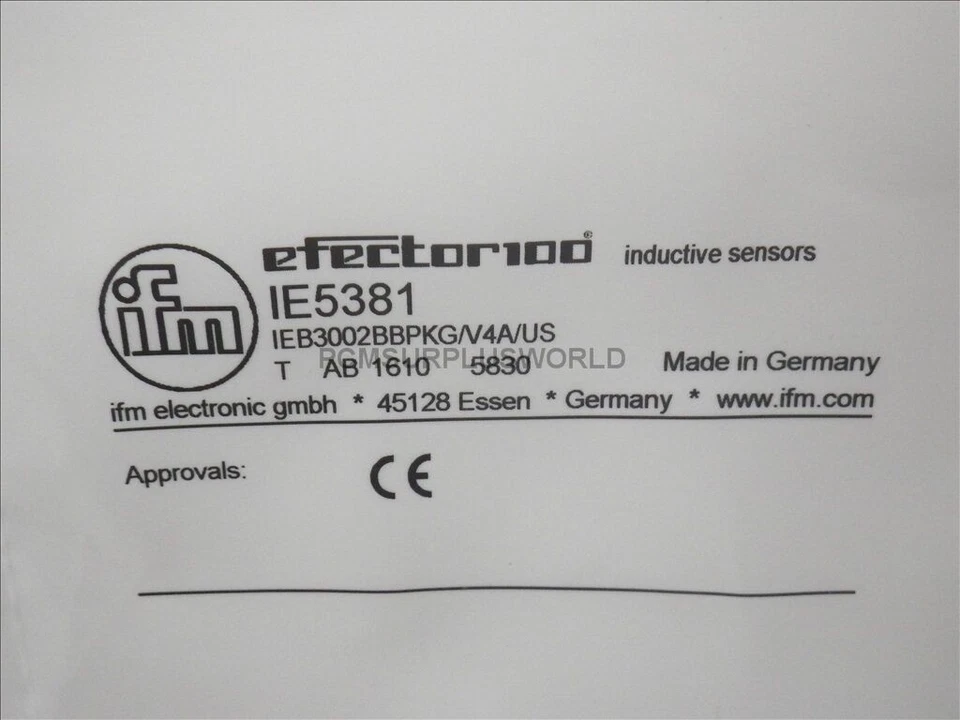 ifm
efector100® inductive sensors
IE5381
IEB3002BBPKG/V4A/US
T AB 1610 5830 Made in Germany
PCMSURPLUSWORLD
ifm electronic gmbh * 45128 Essen * Germany * www.ifm.com
Approvals: CE